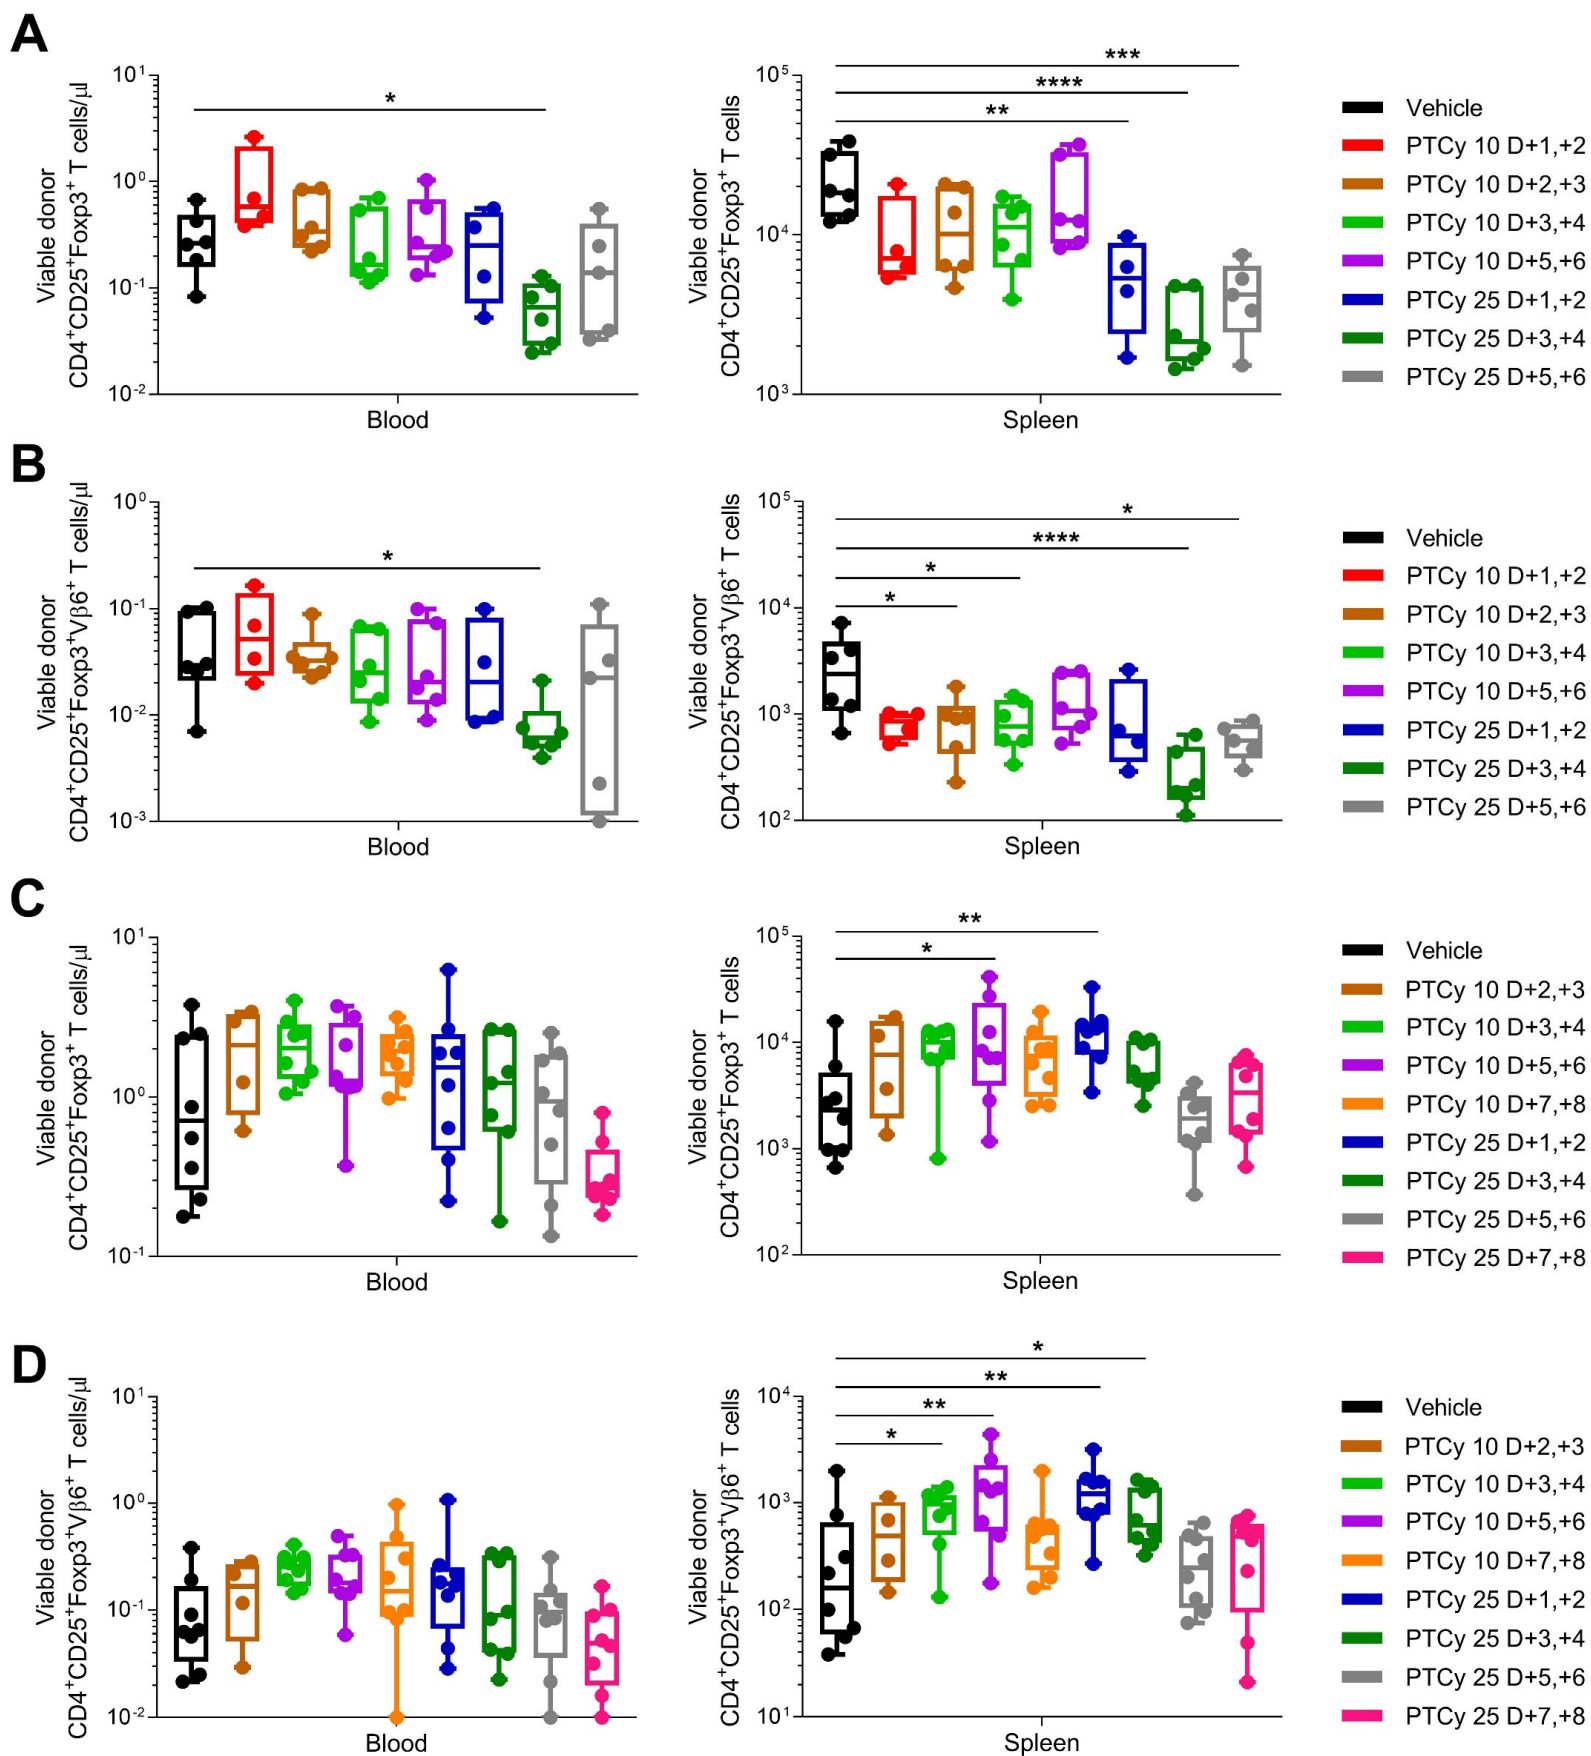 A
Viable donor
CD4⁺CD25⁺Foxp3⁺ T cells/µl
10¹
10⁰
10⁻¹
10⁻²
*
Blood
Viable donor
CD4⁺CD25⁺Foxp3⁺ T cells
10⁵
10⁴
10³
***
****
**
Spleen
Vehicle
PTCy 10 D+1,+2
PTCy 10 D+2,+3
PTCy 10 D+3,+4
PTCy 10 D+5,+6
PTCy 25 D+1,+2
PTCy 25 D+3,+4
PTCy 25 D+5,+6
B
Viable donor
CD4⁺CD25⁺Foxp3⁺Vβ6⁺ T cells/µl
10⁰
10⁻¹
10⁻²
10⁻³
*
Blood
Viable donor
CD4⁺CD25⁺Foxp3⁺Vβ6⁺ T cells
10⁵
10⁴
10³
10²
*
****
*
*
Spleen
Vehicle
PTCy 10 D+1,+2
PTCy 10 D+2,+3
PTCy 10 D+3,+4
PTCy 10 D+5,+6
PTCy 25 D+1,+2
PTCy 25 D+3,+4
PTCy 25 D+5,+6
C
Viable donor
CD4⁺CD25⁺Foxp3⁺ T cells/µl
10¹
10⁰
10⁻¹
Blood
Viable donor
CD4⁺CD25⁺Foxp3⁺ T cells
10⁵
10⁴
10³
10²
**
*
Spleen
Vehicle
PTCy 10 D+2,+3
PTCy 10 D+3,+4
PTCy 10 D+5,+6
PTCy 10 D+7,+8
PTCy 25 D+1,+2
PTCy 25 D+3,+4
PTCy 25 D+5,+6
PTCy 25 D+7,+8
D
Viable donor
CD4⁺CD25⁺Foxp3⁺Vβ6⁺ T cells/µl
10¹
10⁰
10⁻¹
10⁻²
Blood
Viable donor
CD4⁺CD25⁺Foxp3⁺Vβ6⁺ T cells
10⁴
10³
10²
10¹
*
**
**
*
Spleen
Vehicle
PTCy 10 D+2,+3
PTCy 10 D+3,+4
PTCy 10 D+5,+6
PTCy 10 D+7,+8
PTCy 25 D+1,+2
PTCy 25 D+3,+4
PTCy 25 D+5,+6
PTCy 25 D+7,+8